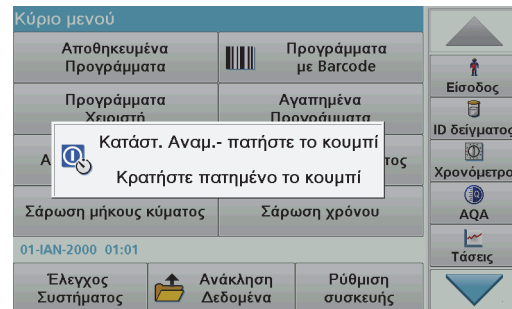 Κύριο μενού
Αποθηκευμένα
Προγράμματα
Προγράμματα
με Barcode
Προγράμματα
Χειριστή
Αγαπημένα
Προγράμματα
Κατάστ. Αναμ.- πατήστε το κουμπί
Κρατήστε πατημένο το κουμπί
Σάρωση μήκους κύματος
Σάρωση χρόνου
01-ΙΑΝ-2000 01:01
Έλεγχος
Συστήματος
Ανάκληση
Δεδομένα
Ρύθμιση
συσκευής
Είσοδος
ID δείγματος
Χρονόμετρο
AQA
Τάσεις